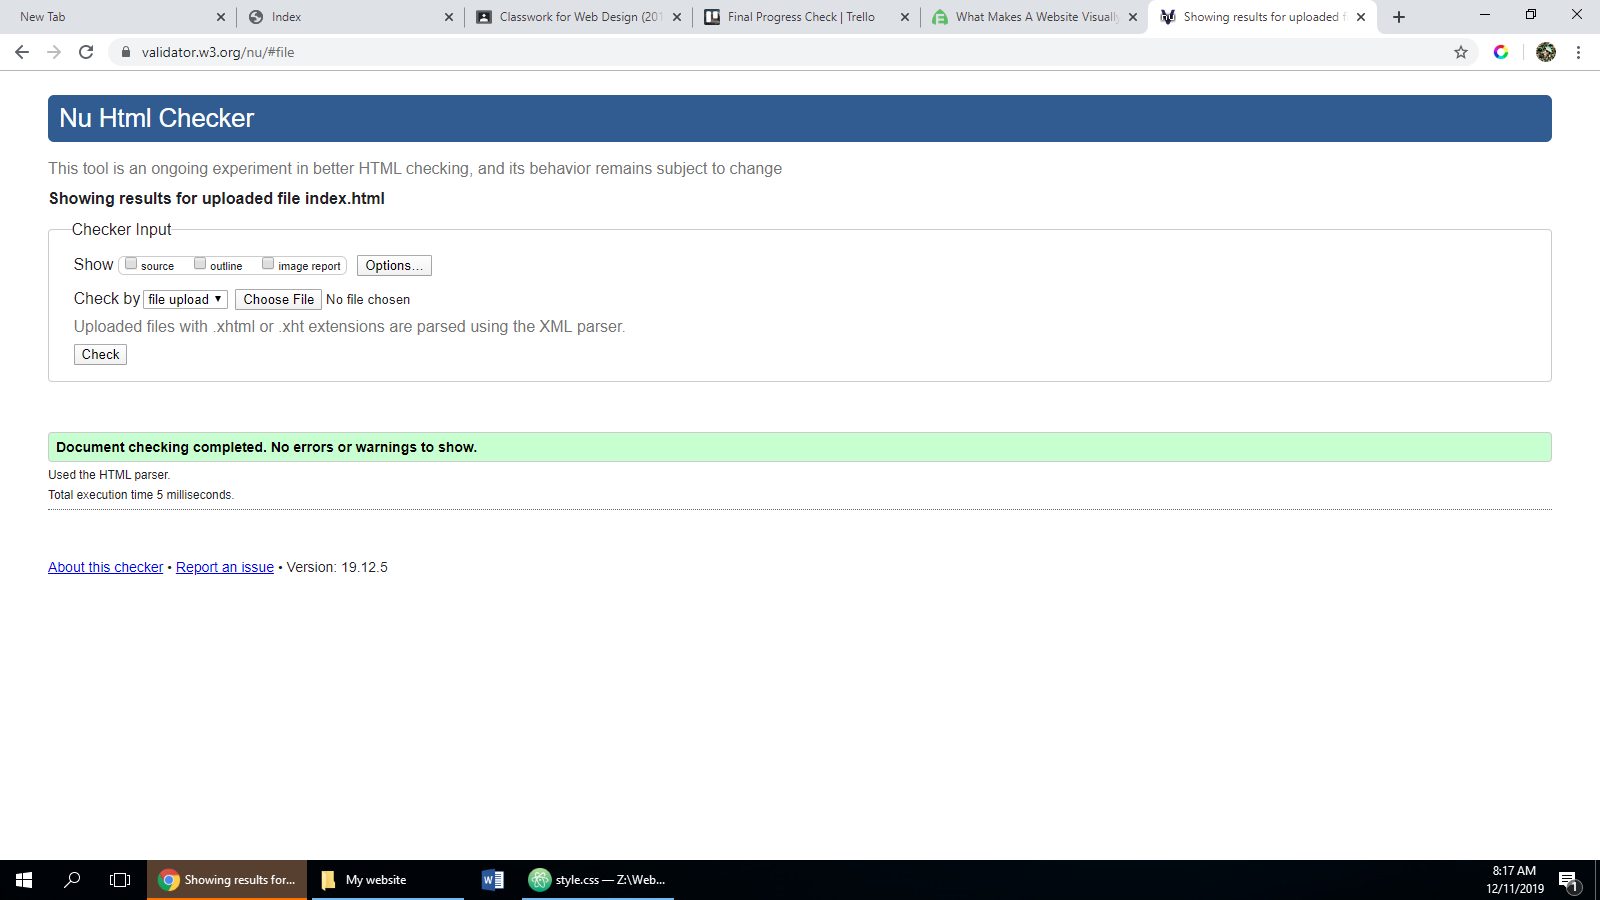 New Tab
Index
Classwork for Web Design (201
Final Progress Check | Trello
What Makes A Website Visually
Showing results for uploaded f
validator.w3.org/nu/#file
Nu Html Checker
This tool is an ongoing experiment in better HTML checking, and its behavior remains subject to change
Showing results for uploaded file index.html
Checker Input
Show source outline image report Options...
Check by file upload Choose File No file chosen
Uploaded files with .xhtml or .xht extensions are parsed using the XML parser.
Check
Document checking completed. No errors or warnings to show.
Used the HTML parser.
Total execution time 5 milliseconds.
About this checker • Report an issue • Version: 19.12.5
Showing results for...
My website
style.css — Z:\Web...
8:17 AM
12/11/2019
1